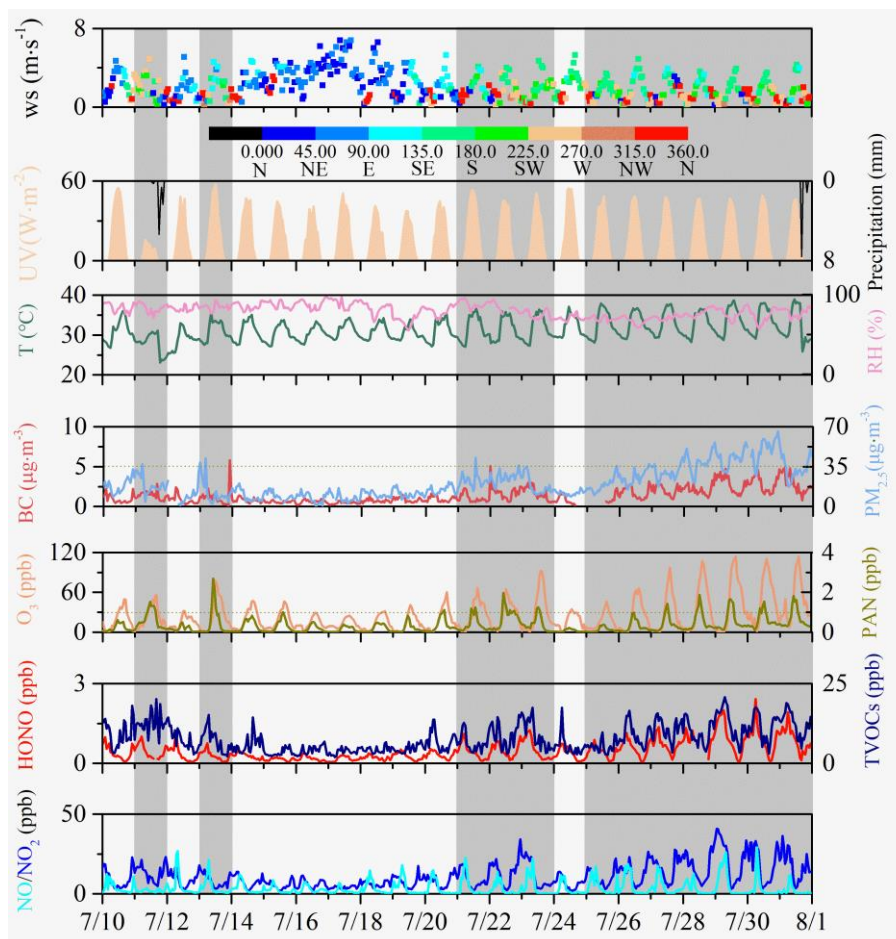 8
ws (m·s⁻¹)
0
0.000 45.00 90.00 135.0 180.0 225.0 270.0 315.0 360.0
N NE E SE S SW W NW N
60 0
UV(W·m⁻²) Precipitation (mm)
0 8
40 100
T (°C) 30 50 RH (%)
20 0
10 70
BC (μg·m⁻³) 5 35 PM₂.₅(μg·m⁻³)
0 0
120 4
O₃ (ppb) 60 2 PAN (ppb)
1
0 0
3 25
HONO (ppb) TVOCs (ppb)
0 0
50
NO/NO₂ (ppb)
0
7/10 7/12 7/14 7/16 7/18 7/20 7/22 7/24 7/26 7/28 7/30 8/1